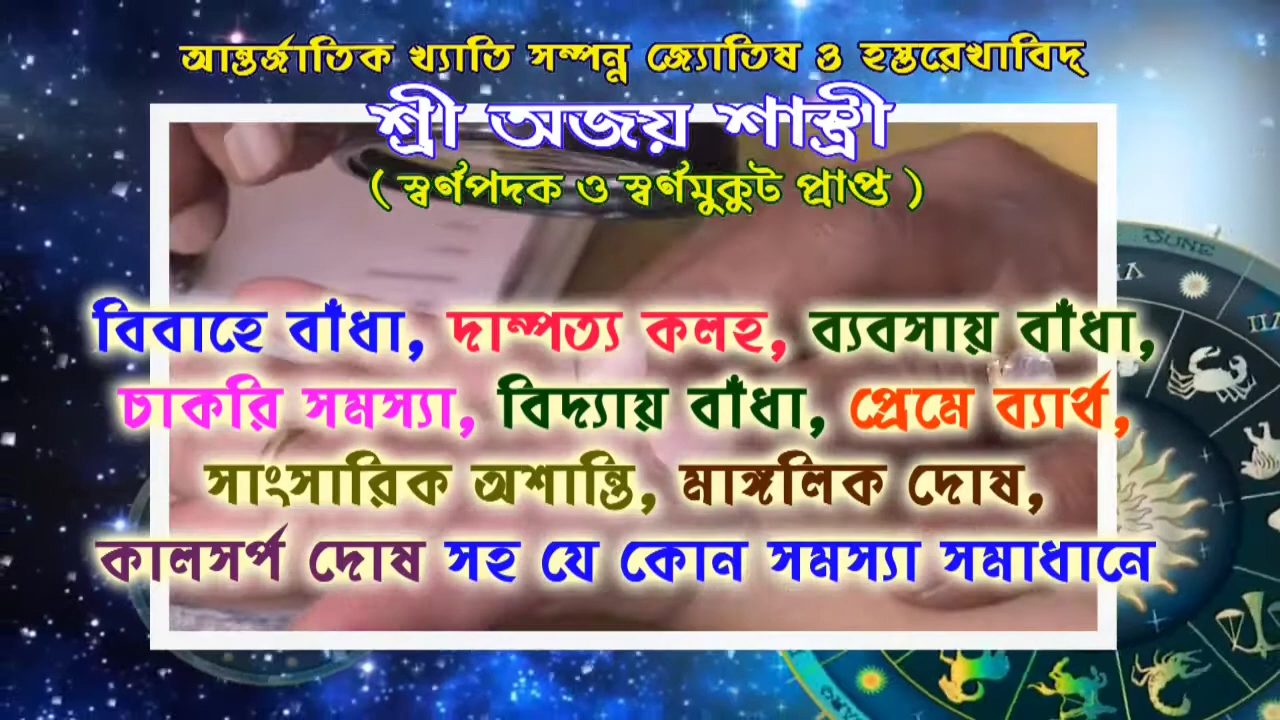 আন্তর্জাতিক খ্যাতি সম্পন্ন জ্যোতিষ ও হস্তরেখাবিদ্
শ্রী অজয় শাস্ত্রী
( স্বর্ণপদক ও স্বর্ণমুকুট প্রাপ্ত )
বিবাহে বাঁধা, দাম্পত্য কলহ, ব্যবসায় বাঁধা,
চাকরি সমস্যা, বিদ্যায় বাঁধা, প্রেমে ব্যার্থ,
সাংসারিক অশান্তি, মাঙ্গলিক দোষ,
কালসর্প দোষ সহ যে কোন সমস্যা সমাধানে
JUNE